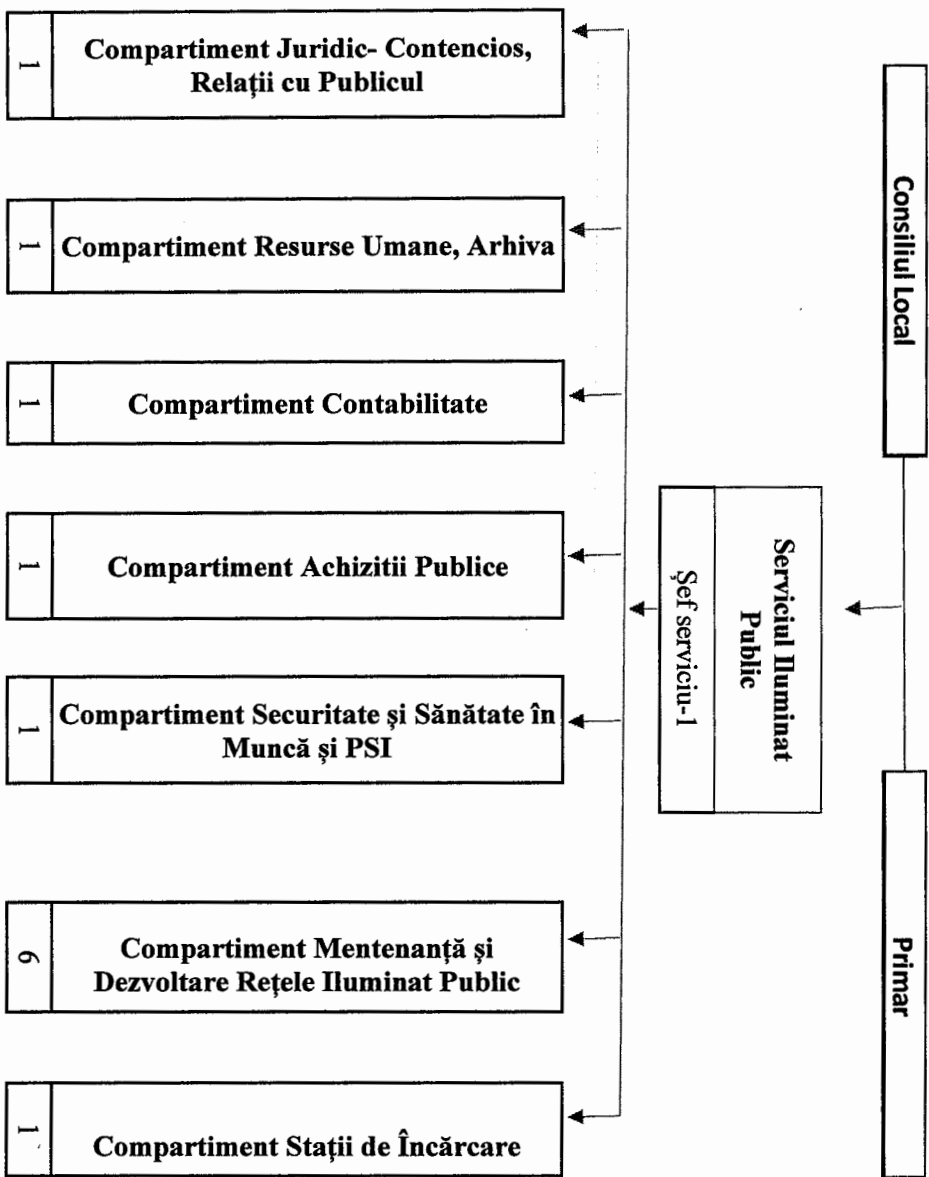 Consiliul Local
Primar
Serviciul Iluminat
Public
Șef serviciu-1
Compartiment Juridic- Contencios,
Relații cu Publicul
1
Compartiment Resurse Umane, Arhiva
1
Compartiment Contabilitate
1
Compartiment Achizitii Publice
1
Compartiment Securitate și Sănătate în
Muncă și PSI
1
Compartiment Mentenanță și
Dezvoltare Rețele Iluminat Public
6
Compartiment Stații de Încărcare
1